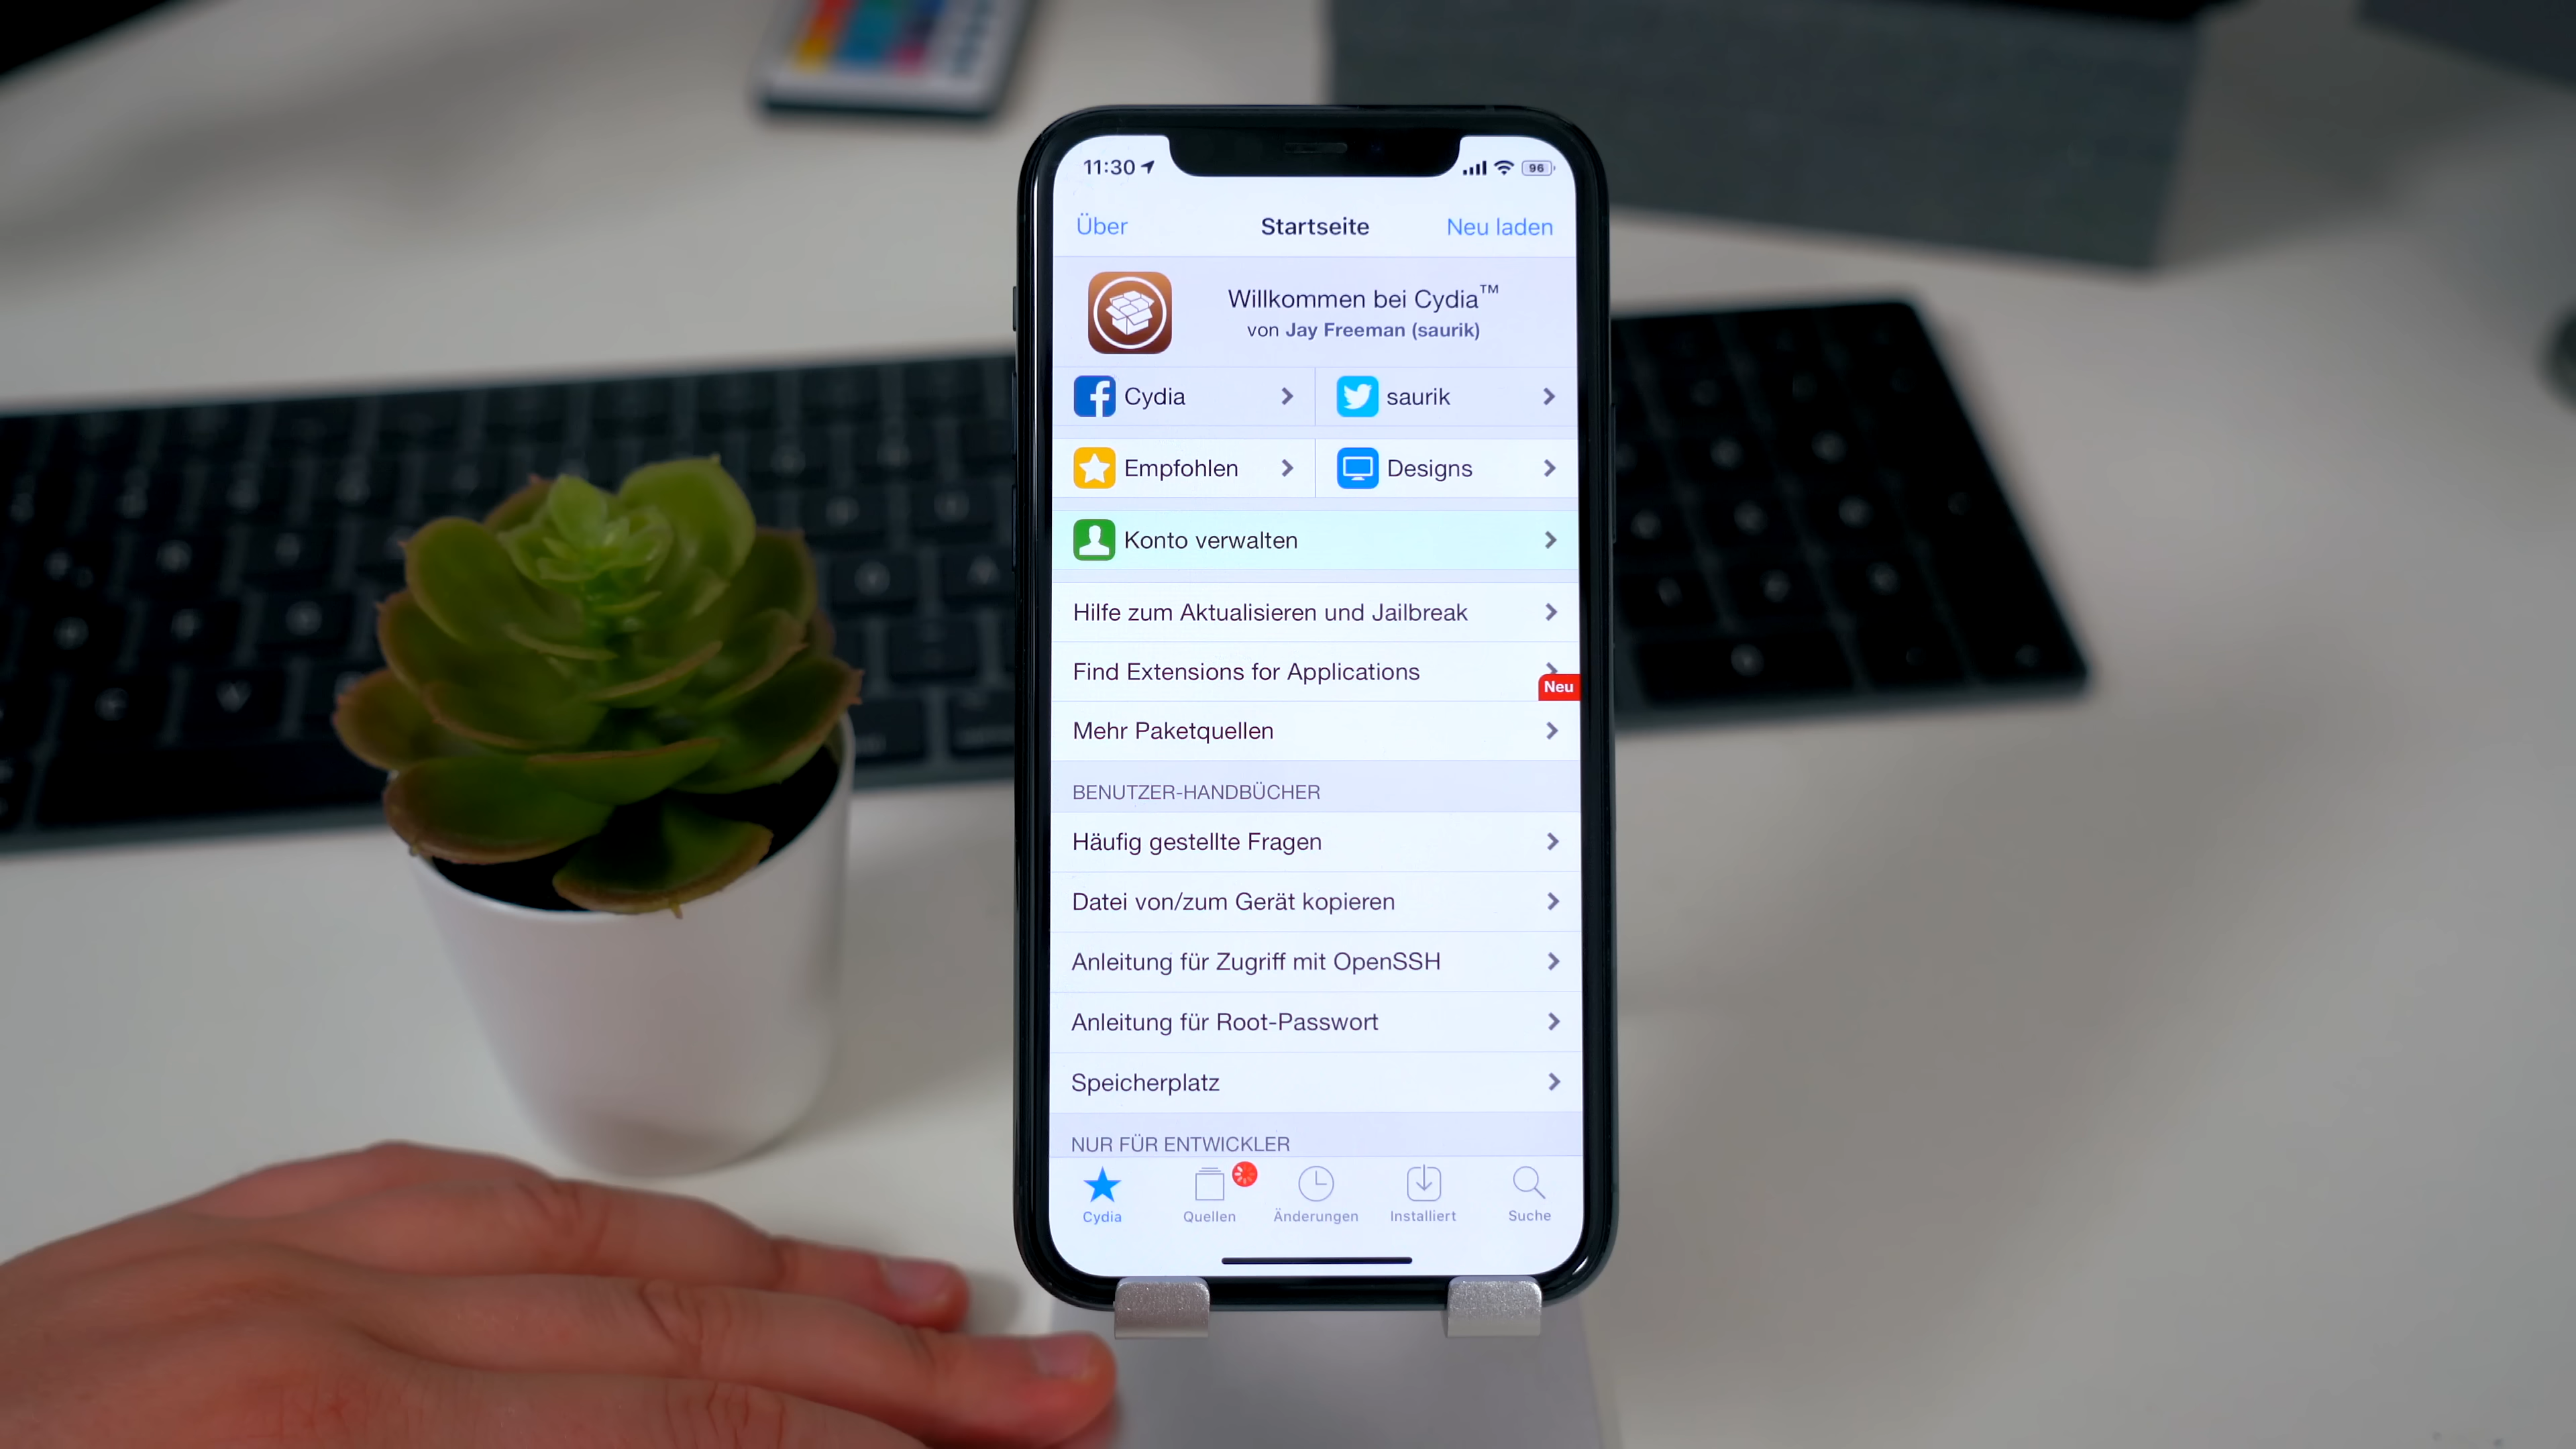 11:30
96
Über Startseite Neu laden
Willkommen bei Cydia™
von Jay Freeman (saurik)
Cydia saurik
Empfohlen Designs
Konto verwalten
Hilfe zum Aktualisieren und Jailbreak
Find Extensions for Applications
Neu
Mehr Paketquellen
BENUTZER-HANDBÜCHER
Häufig gestellte Fragen
Datei von/zum Gerät kopieren
Anleitung für Zugriff mit OpenSSH
Anleitung für Root-Passwort
Speicherplatz
NUR FÜR ENTWICKLER
Cydia Quellen Änderungen Installiert Suche